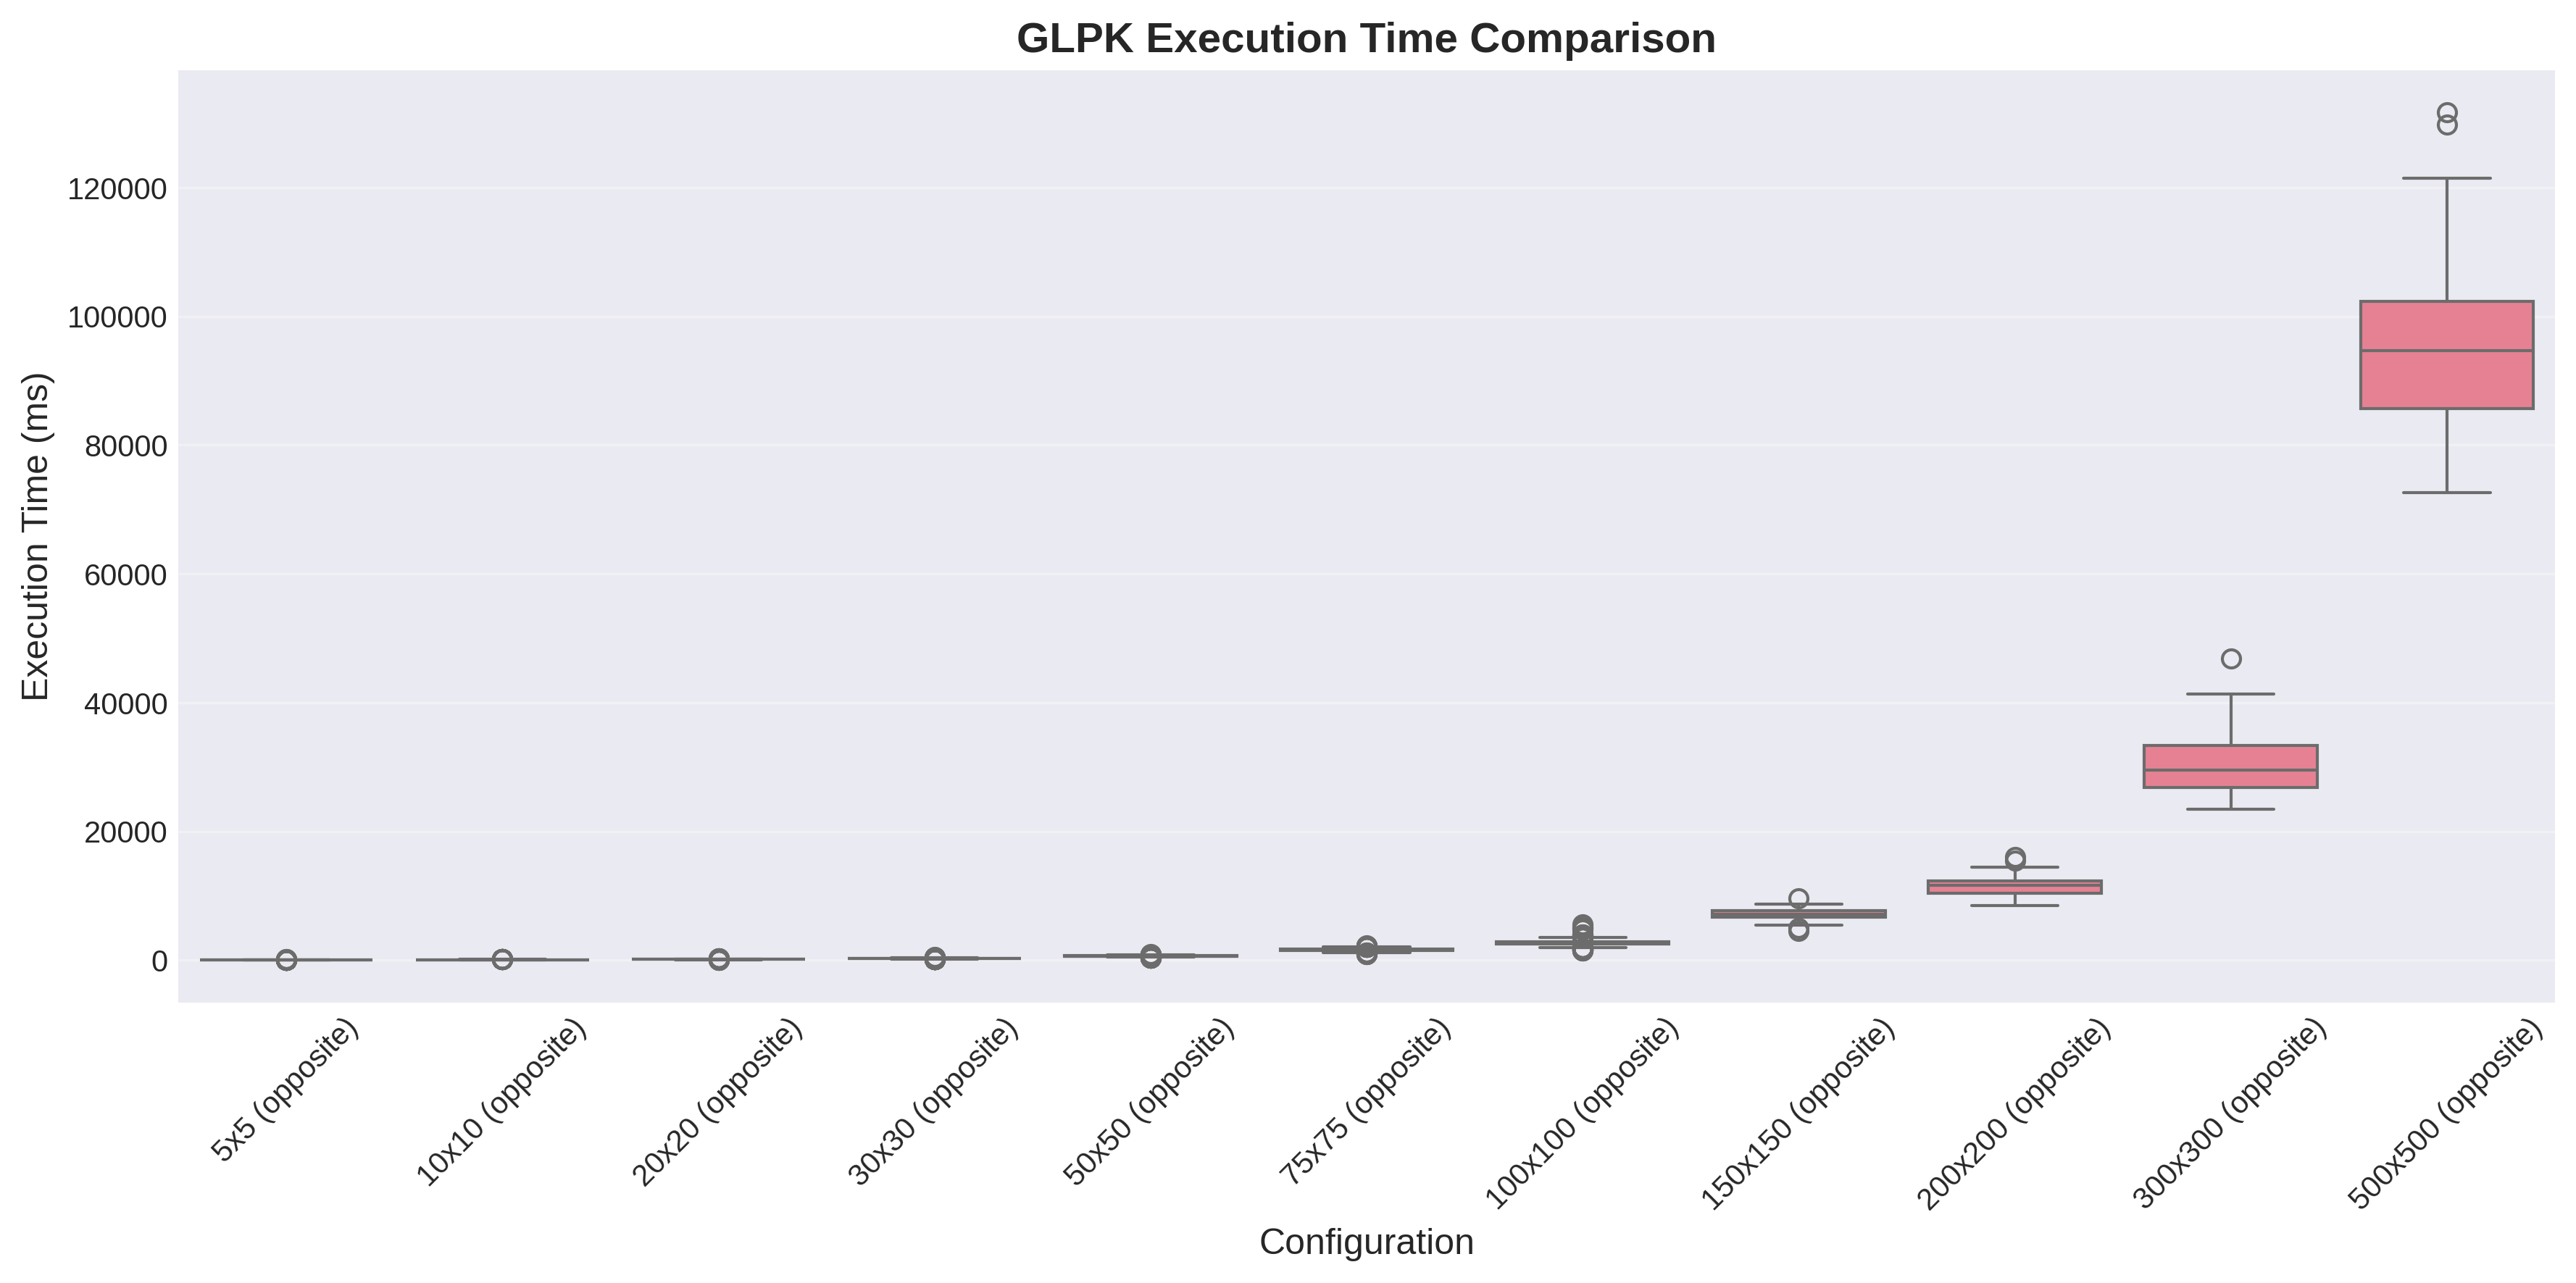 GLPK Execution Time Comparison
Execution Time (ms)
120000
100000
80000
60000
40000
20000
0
5x5 (opposite)
10x10 (opposite)
20x20 (opposite)
30x30 (opposite)
50x50 (opposite)
75x75 (opposite)
100x100 (opposite)
150x150 (opposite)
200x200 (opposite)
300x300 (opposite)
500x500 (opposite)
Configuration